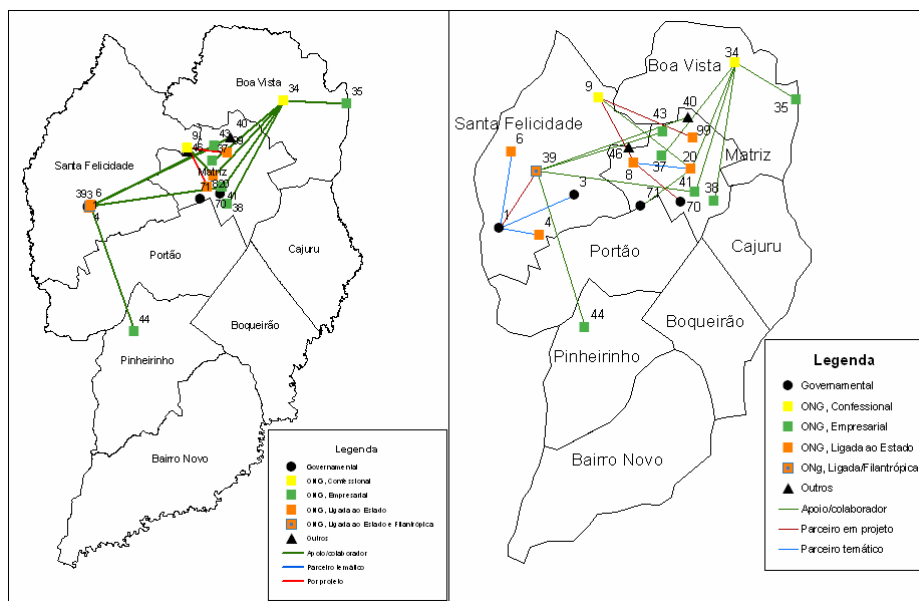 Boa Vista
34
35
40
43
9
46
37
39
Santa Felicidade
Matriz
71
8
20
393
6
4
70
41
38
Portão
Cajuru
44
Boqueirão
Pinheirinho
Bairro Novo
Legenda
Governamental
ONG, Confessional
ONG, Empresarial
ONG, Ligada ao Estado
ONG, Ligada ao Estado e Filantrópica
Outros
Apoio/colaborador
Parceiro temático
Por projeto
34
Boa Vista
9
35
40
43
Santa Felicidade
99
6
Matriz
39
46
37
20
3
8
41
38
71
70
1
4
Portão
Cajuru
44
Boqueirão
Pinheirinho
Bairro Novo
Legenda
Governamental
ONG, Confessional
ONG, Empresarial
ONG, Ligada ao Estado
ONg, Ligada/Filantrópica
Outros
Apoio/colaborador
Parceiro em projeto
Parceiro temático